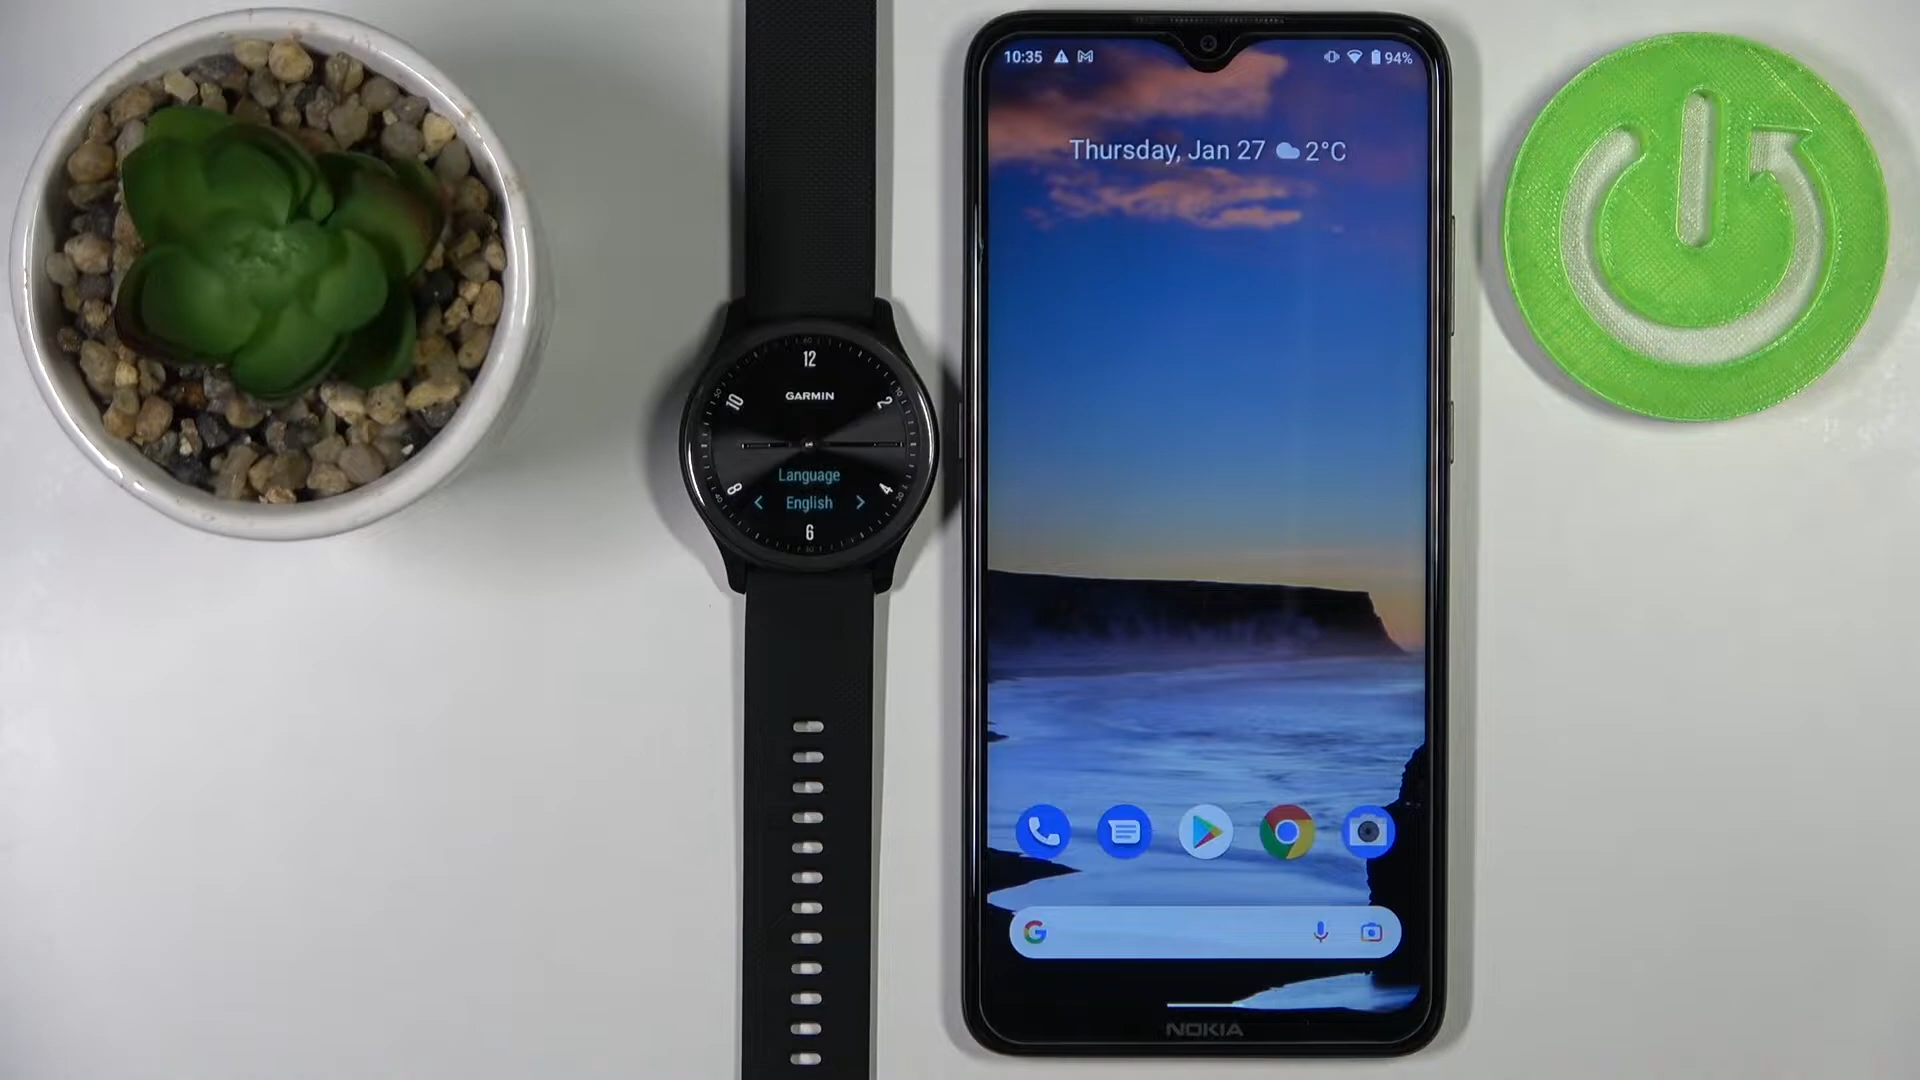 12
10
2
GARMIN
Language
English
8
4
6
10:35
94%
Thursday, Jan 27 2°C
G
NOKIA